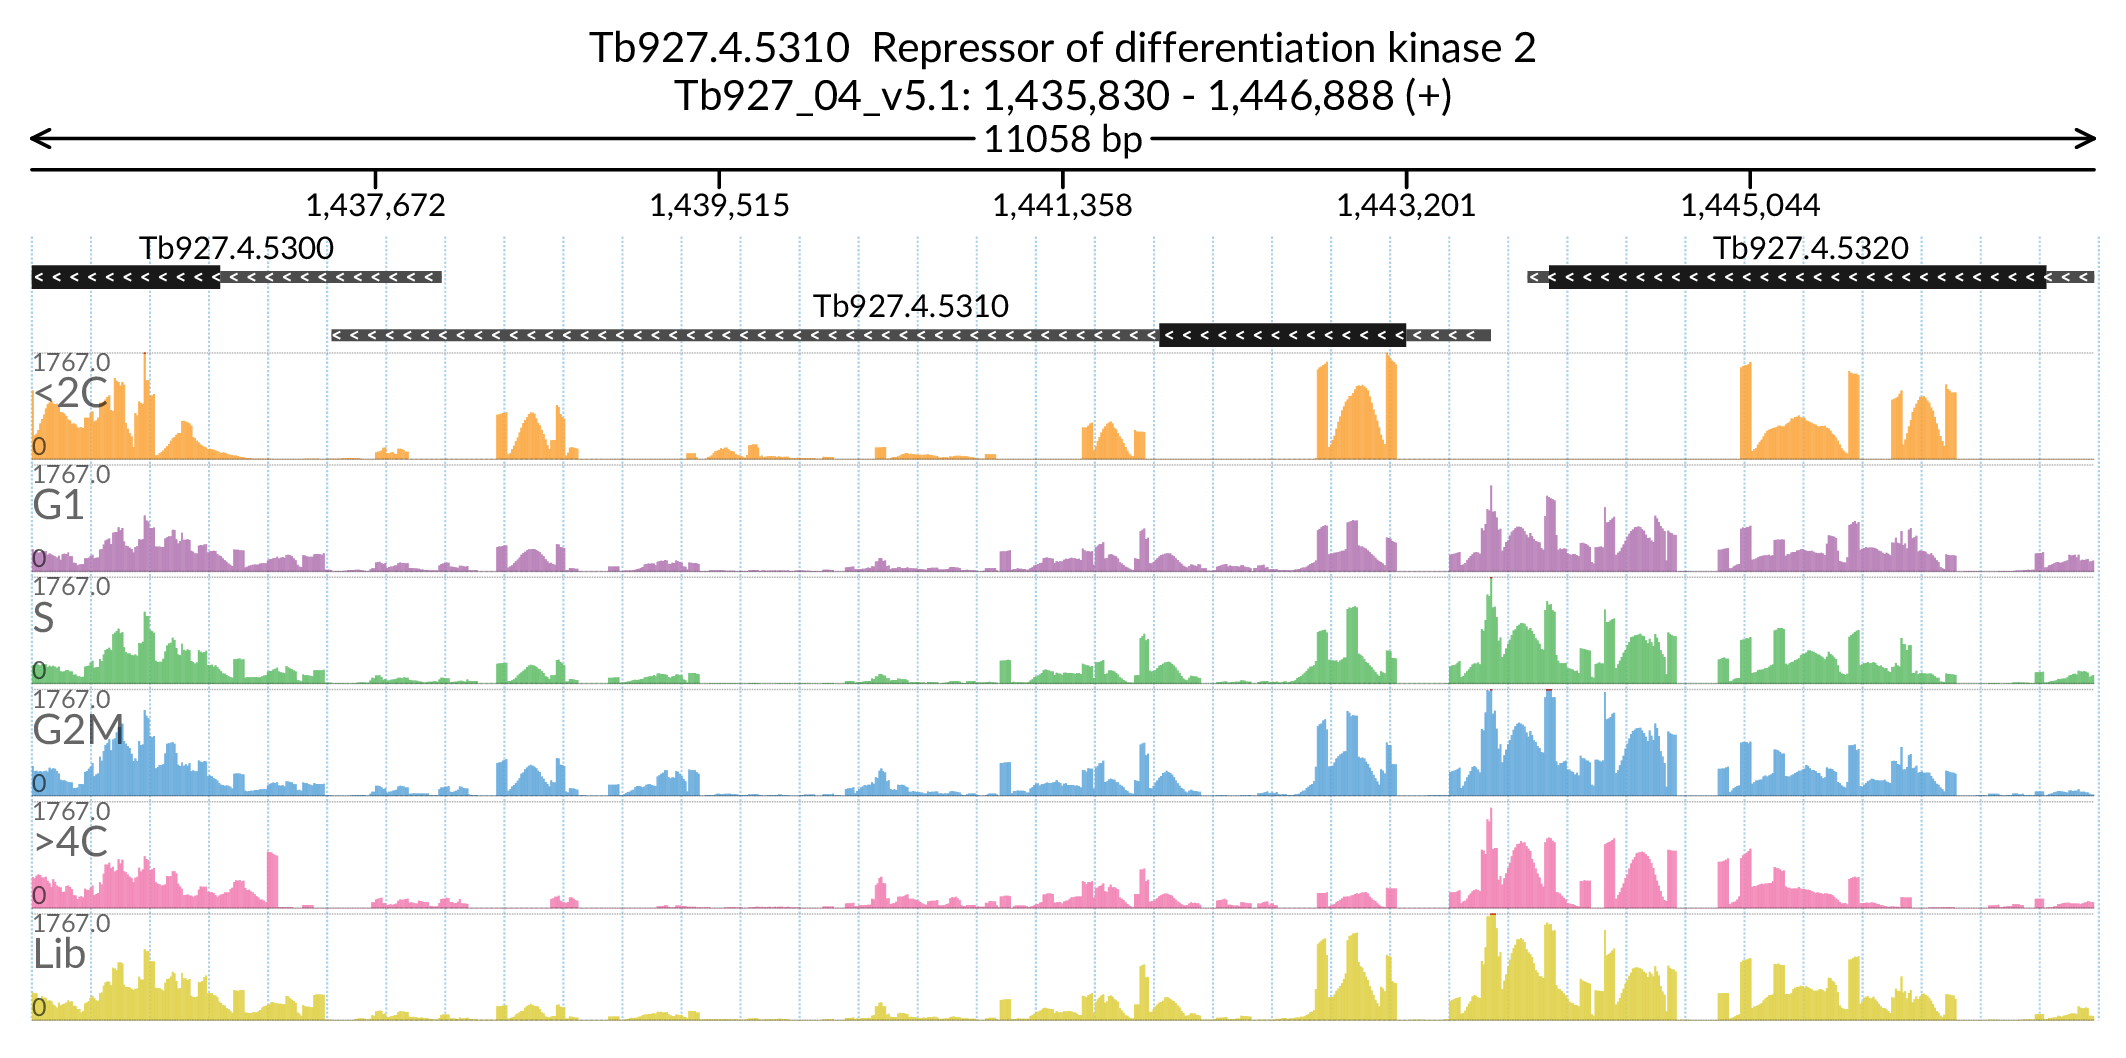 Tb927.4.5310  Repressor of differentiation kinase 2
Tb927_04_v5.1: 1,435,830 - 1,446,888 (+)
11058 bp
1,437,672 1,439,515 1,441,358 1,443,201 1,445,044
Tb927.4.5300 Tb927.4.5320
Tb927.4.5310
1767.0
<2C
0
1767.0
G1
0
1767.0
S
0
1767.0
G2M
0
1767.0
>4C
0
1767.0
Lib
0